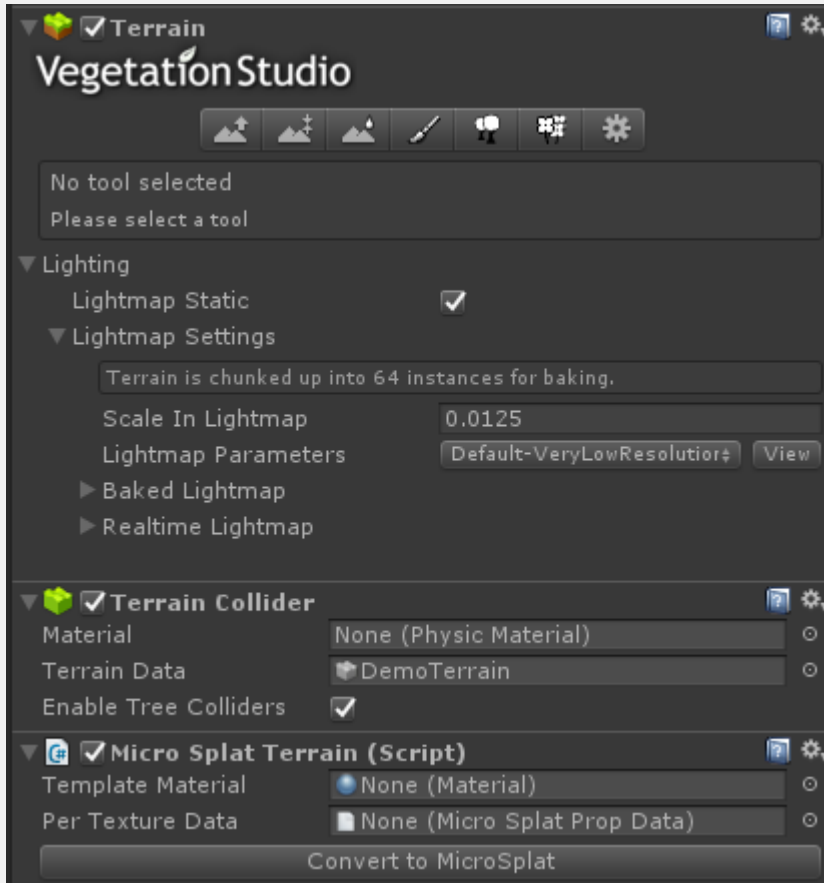 Terrain
VegetationStudio
No tool selected
Please select a tool
Lighting
Lightmap Static
Lightmap Settings
Terrain is chunked up into 64 instances for baking.
Scale In Lightmap 0.0125
Lightmap Parameters Default-VeryLowResolution View
Baked Lightmap
Realtime Lightmap
Terrain Collider
Material None (Physic Material)
Terrain Data DemoTerrain
Enable Tree Colliders
Micro Splat Terrain (Script)
Template Material None (Material)
Per Texture Data None (Micro Splat Prop Data)
Convert to MicroSplat